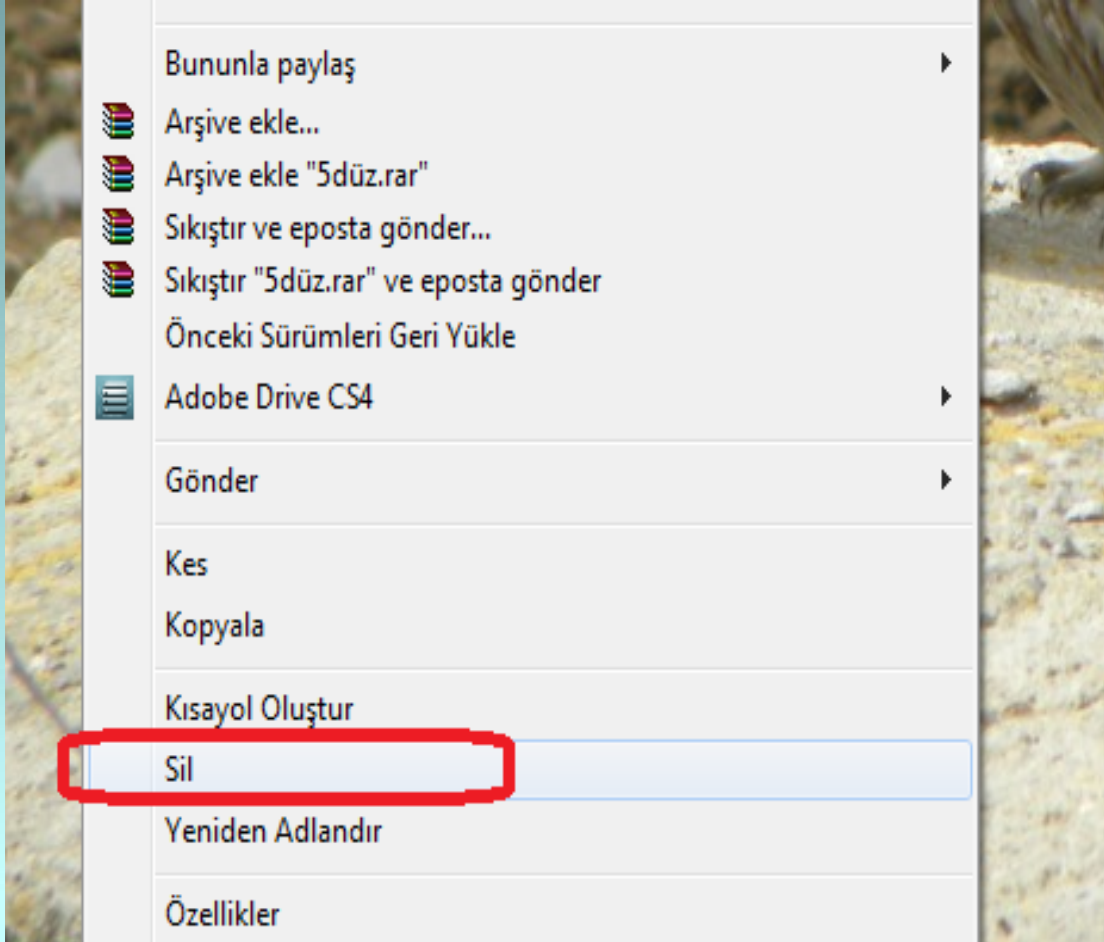 Bununla paylaş
Arşive ekle...
Arşive ekle "5düz.rar"
Sıkıştır ve eposta gönder...
Sıkıştır "5düz.rar" ve eposta gönder
Önceki Sürümleri Geri Yükle
Adobe Drive CS4
Gönder
Kes
Kopyala
Kısayol Oluştur
Sil
Yeniden Adlandır
Özellikler